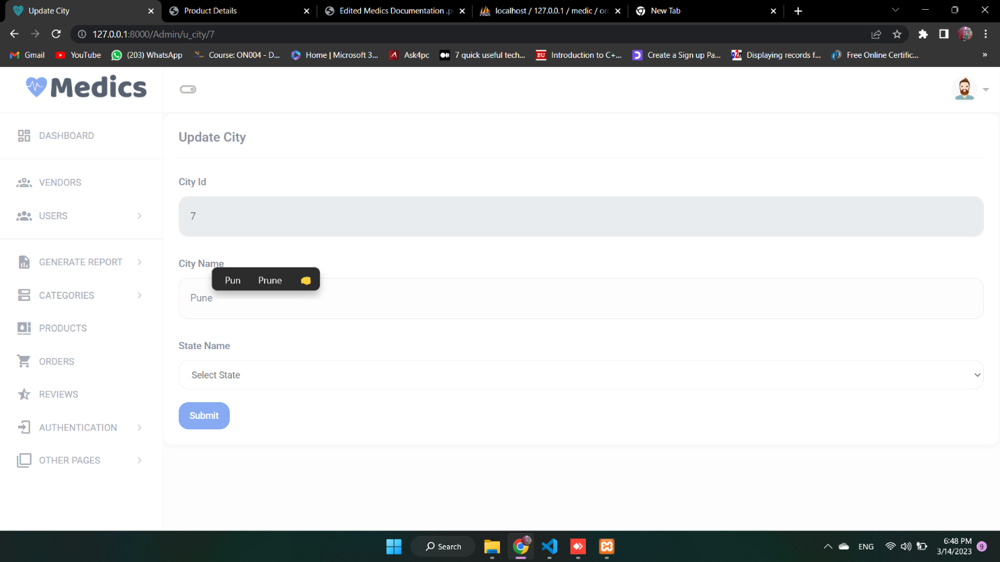 Update City
Product Details
Edited Medics Documentation .p
localhost / 127.0.0.1 / medic / or
New Tab
127.0.0.1:8000/Admin/u_city/7
Gmail
YouTube
(203) WhatsApp
Course: ON004 - D...
Home | Microsoft 3...
Ask4pc
7 quick useful tech...
BU
Introduction to C+...
Create a Sign up Pa...
Displaying records f...
Free Online Certific...
»
Medics
DASHBOARD
VENDORS
USERS
GENERATE REPORT
CATEGORIES
PRODUCTS
ORDERS
REVIEWS
AUTHENTICATION
OTHER PAGES
Update City
City Id
7
City Name
Pun Prune 👊
Pune
State Name
Select State
Submit
Search
ENG
6:48 PM
3/14/2023
9